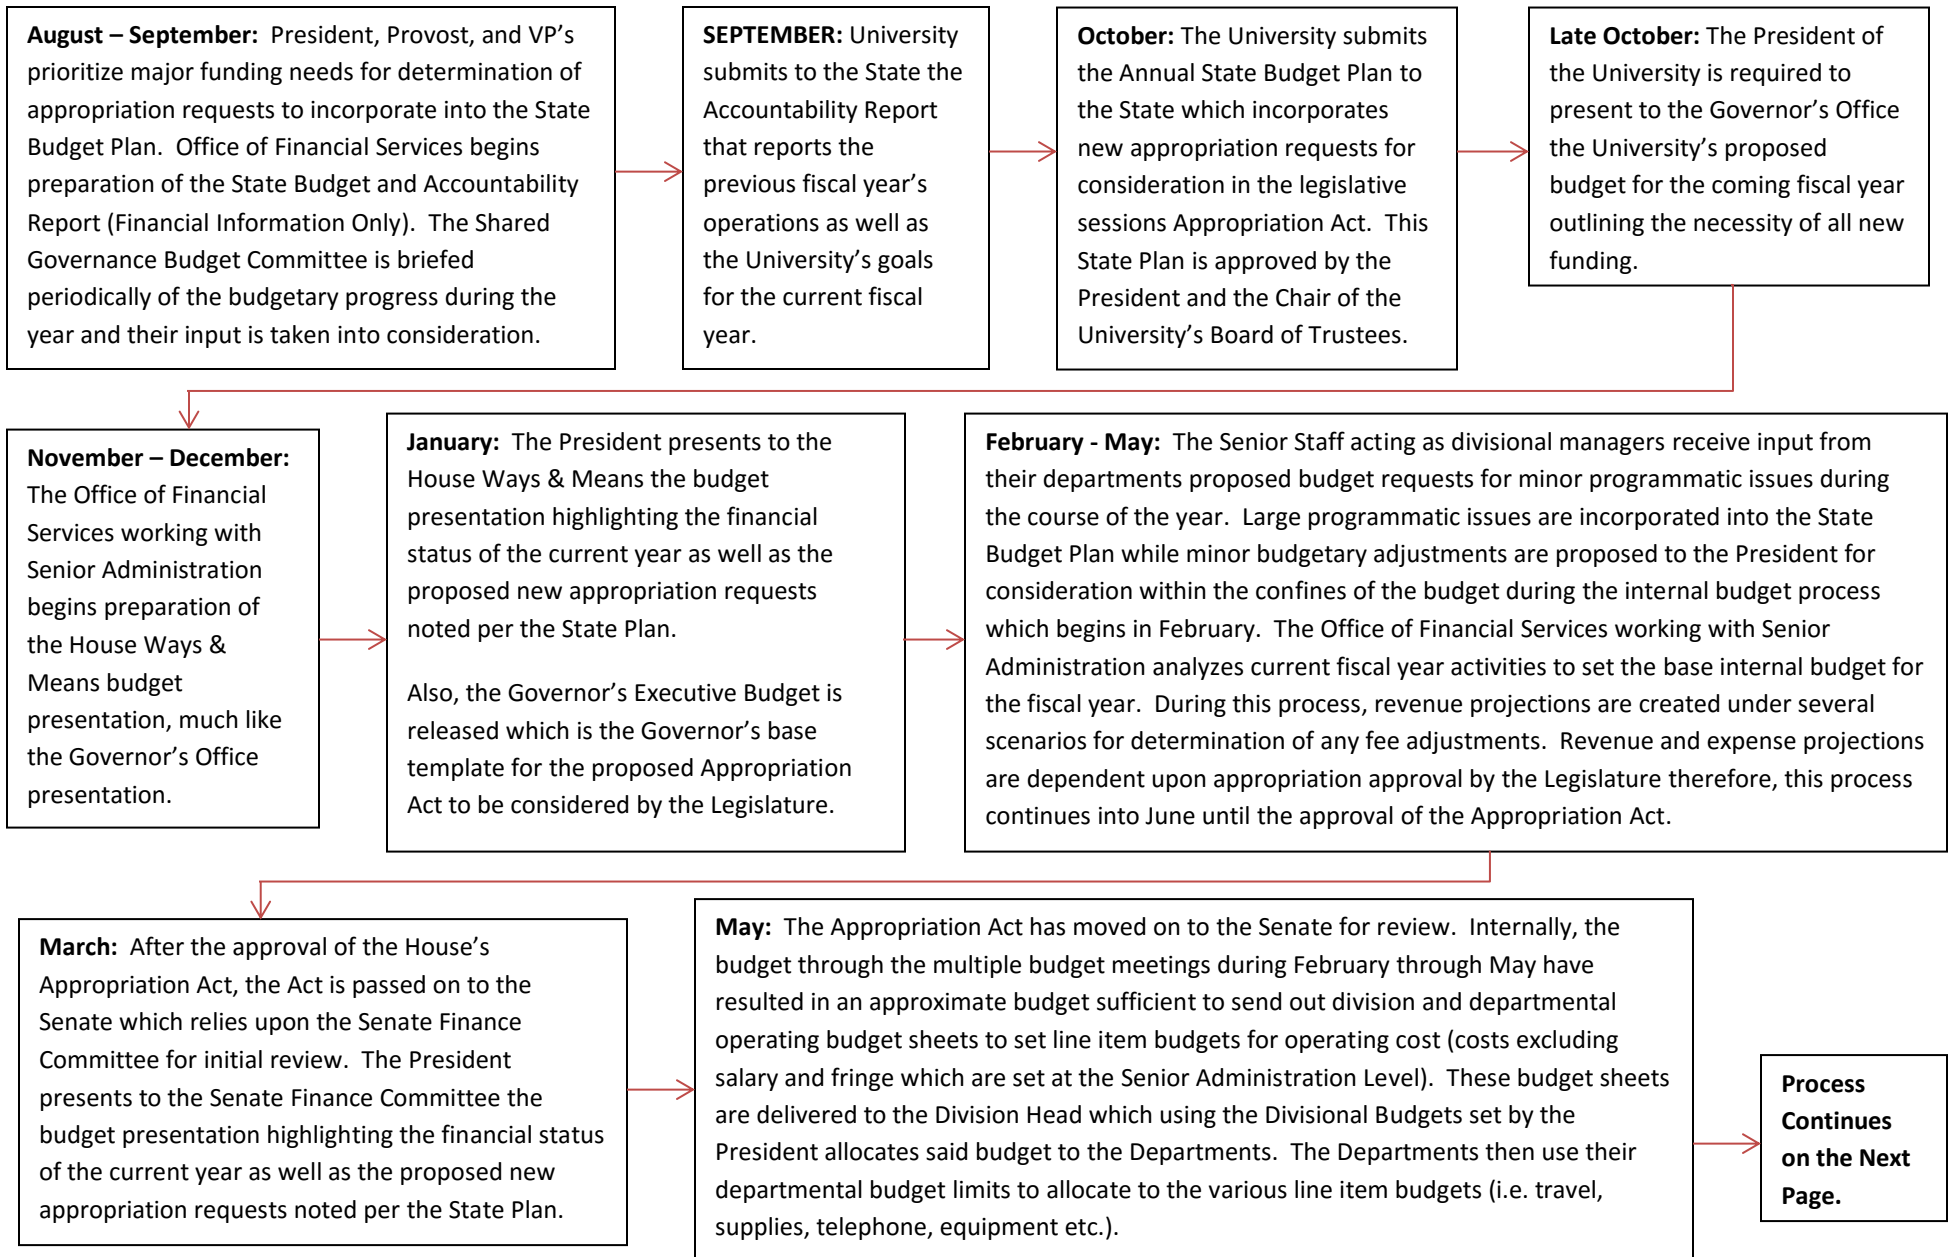 August – September:  President, Provost, and VP's
prioritize major funding needs for determination of
appropriation requests to incorporate into the State
Budget Plan.  Office of Financial Services begins
preparation of the State Budget and Accountability
Report (Financial Information Only).  The Shared
Governance Budget Committee is briefed
periodically of the budgetary progress during the
year and their input is taken into consideration.
SEPTEMBER: University
submits to the State the
Accountability Report
that reports the
previous fiscal year's
operations as well as
the University's goals
for the current fiscal
year.
October: The University submits
the Annual State Budget Plan to
the State which incorporates
new appropriation requests for
consideration in the legislative
sessions Appropriation Act.  This
State Plan is approved by the
President and the Chair of the
University's Board of Trustees.
Late October: The President of
the University is required to
present to the Governor's Office
the University's proposed
budget for the coming fiscal year
outlining the necessity of all new
funding.
November – December:
The Office of Financial
Services working with
Senior Administration
begins preparation of
the House Ways &
Means budget
presentation, much like
the Governor's Office
presentation.
January:  The President presents to the
House Ways & Means the budget
presentation highlighting the financial
status of the current year as well as the
proposed new appropriation requests
noted per the State Plan.
Also, the Governor's Executive Budget is
released which is the Governor's base
template for the proposed Appropriation
Act to be considered by the Legislature.
February - May:  The Senior Staff acting as divisional managers receive input from
their departments proposed budget requests for minor programmatic issues during
the course of the year.  Large programmatic issues are incorporated into the State
Budget Plan while minor budgetary adjustments are proposed to the President for
consideration within the confines of the budget during the internal budget process
which begins in February.  The Office of Financial Services working with Senior
Administration analyzes current fiscal year activities to set the base internal budget for
the fiscal year.  During this process, revenue projections are created under several
scenarios for determination of any fee adjustments.  Revenue and expense projections
are dependent upon appropriation approval by the Legislature therefore, this process
continues into June until the approval of the Appropriation Act.
March:  After the approval of the House's
Appropriation Act, the Act is passed on to the
Senate which relies upon the Senate Finance
Committee for initial review.  The President
presents to the Senate Finance Committee the
budget presentation highlighting the financial status
of the current year as well as the proposed new
appropriation requests noted per the State Plan.
May:  The Appropriation Act has moved on to the Senate for review.  Internally, the
budget through the multiple budget meetings during February through May have
resulted in an approximate budget sufficient to send out division and departmental
operating budget sheets to set line item budgets for operating cost (costs excluding
salary and fringe which are set at the Senior Administration Level).  These budget sheets
are delivered to the Division Head which using the Divisional Budgets set by the
President allocates said budget to the Departments.  The Departments then use their
departmental budget limits to allocate to the various line item budgets (i.e. travel,
supplies, telephone, equipment etc.).
Process
Continues
on the Next
Page.